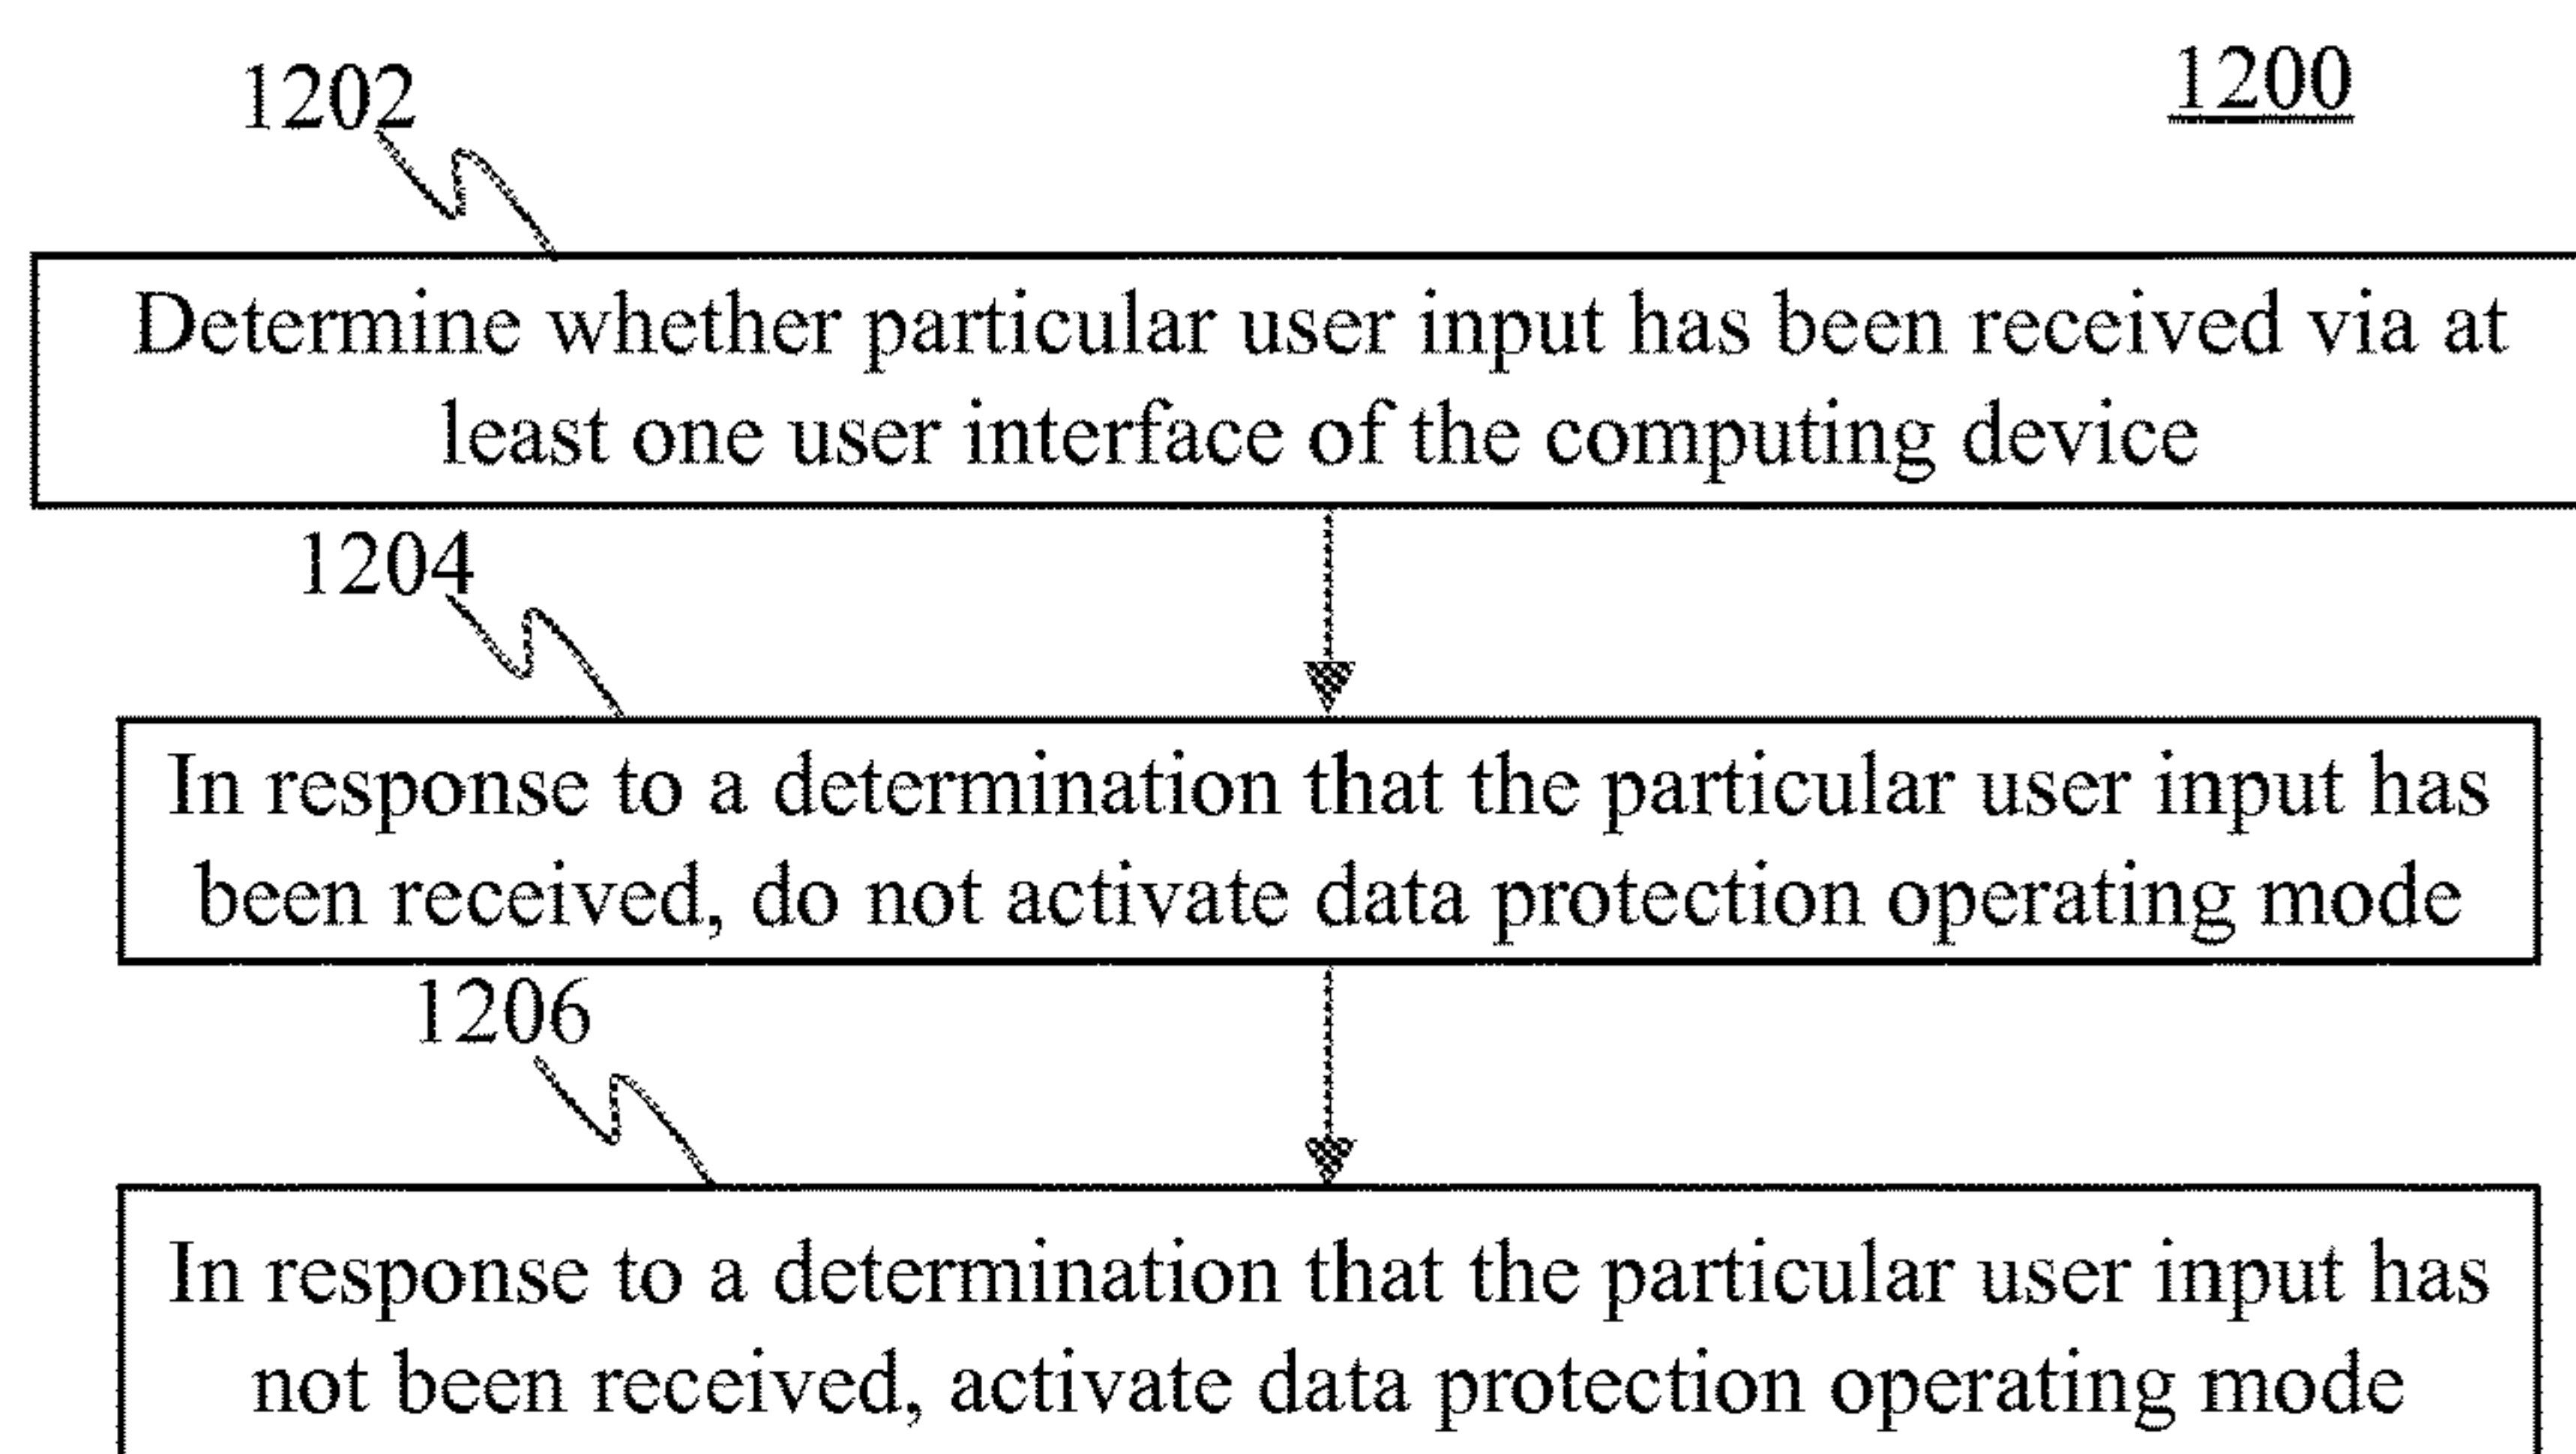 1200
1202
Determine whether particular user input has been received via at
least one user interface of the computing device
1204
In response to a determination that the particular user input has
been received, do not activate data protection operating mode
1206
In response to a determination that the particular user input has
not been received, activate data protection operating mode